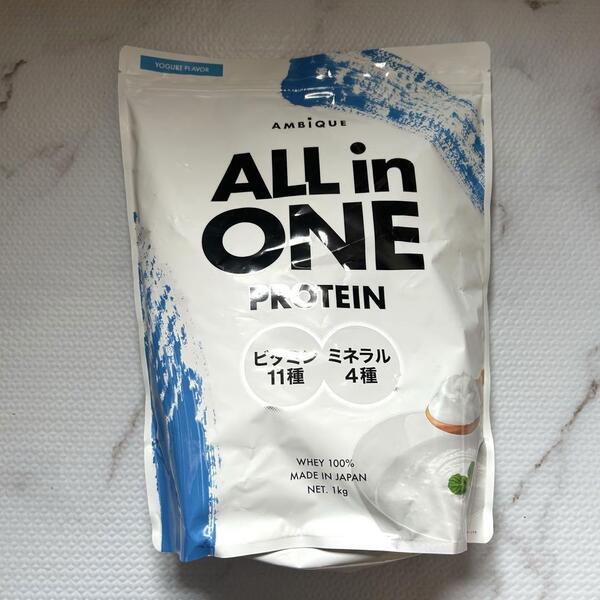 YOGURT FLAVOR
AMBiQUE
ALL in
ONE
PROTEIN
ビタミン ミネラル
11種 4種
WHEY 100%
MADE IN JAPAN
NET. 1kg